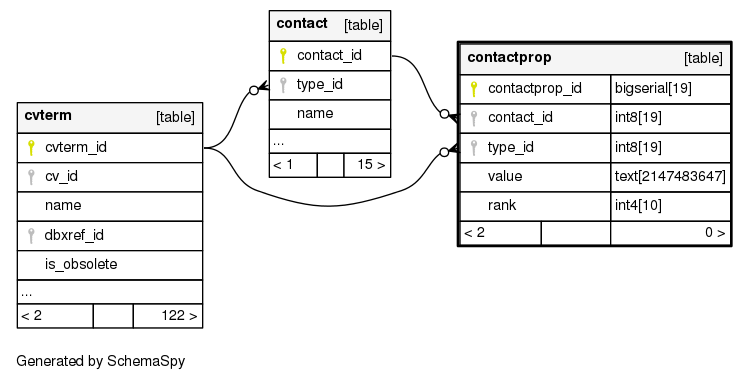 contact [table]
contact_id
type_id
name
...
< 1 15 >
contactprop [table]
contactprop_id bigserial[19]
contact_id int8[19]
type_id int8[19]
value text[2147483647]
rank int4[10]
< 2 0 >
cvterm [table]
cvterm_id
cv_id
name
dbxref_id
is_obsolete
...
< 2 122 >
Generated by SchemaSpy